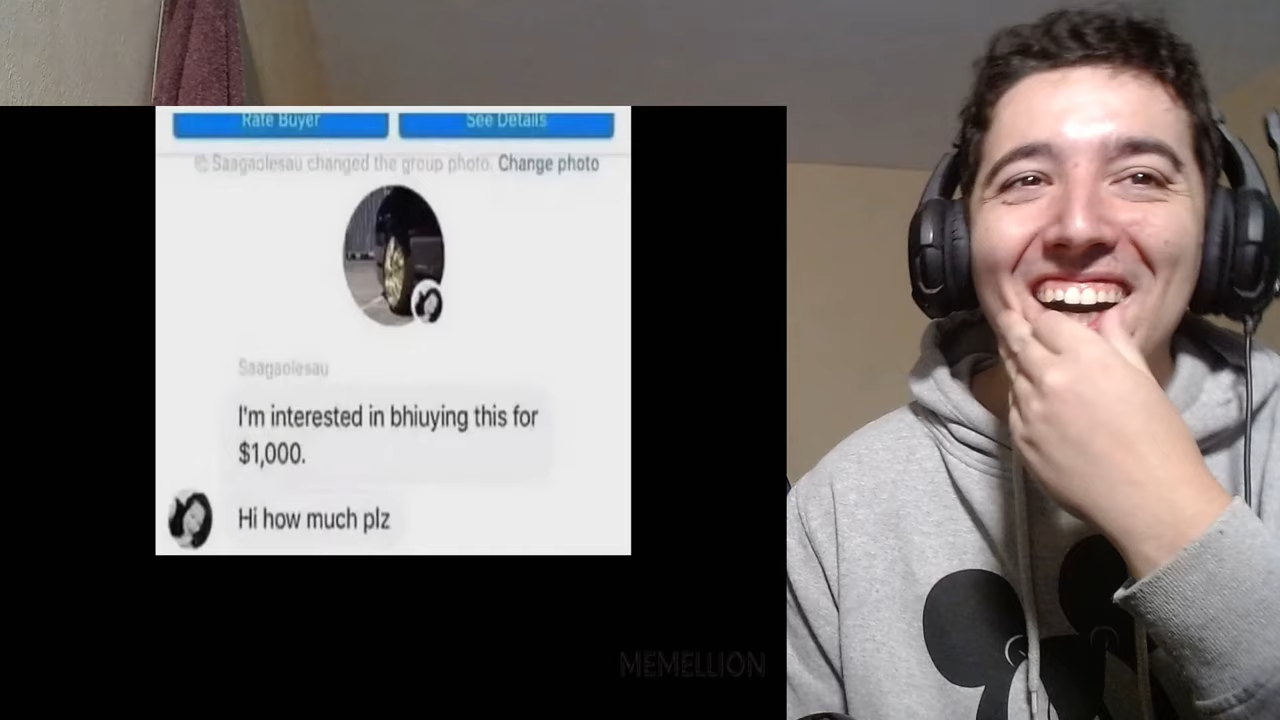 Rate Buyer
See Details
Saagaolesau changed the group photo. Change photo
Saagaolesau
I'm interested in bhiuying this for
$1,000.
Hi how much plz
MEMELLION